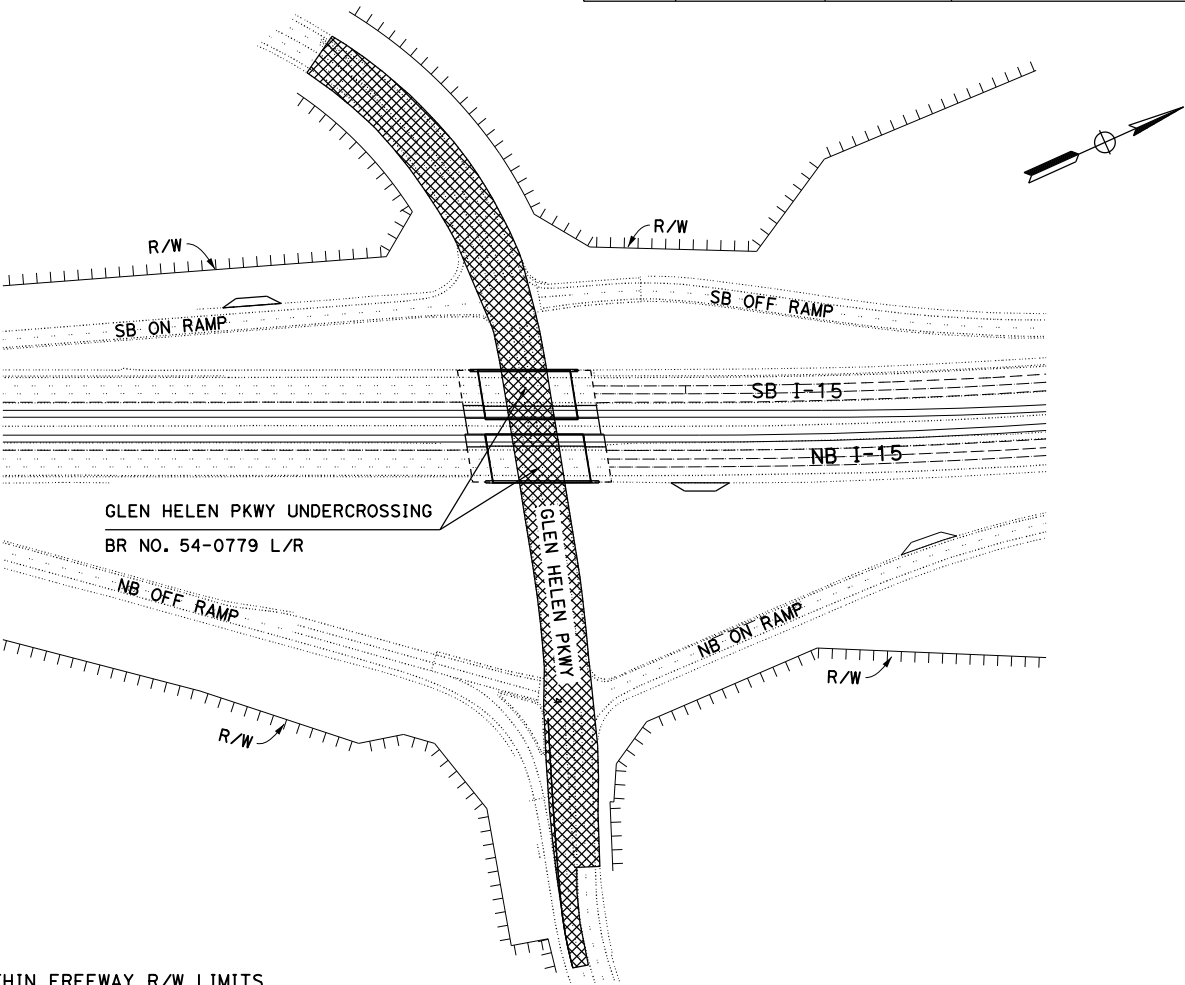 R/W
R/W
SB ON RAMP
SB OFF RAMP
SB I-15
NB I-15
GLEN HELEN PKWY UNDERCROSSING
BR NO. 54-0779 L/R
GLEN HELEN PKWY
NB OFF RAMP
NB ON RAMP
R/W
R/W
FREEWAY R/W LIMITS